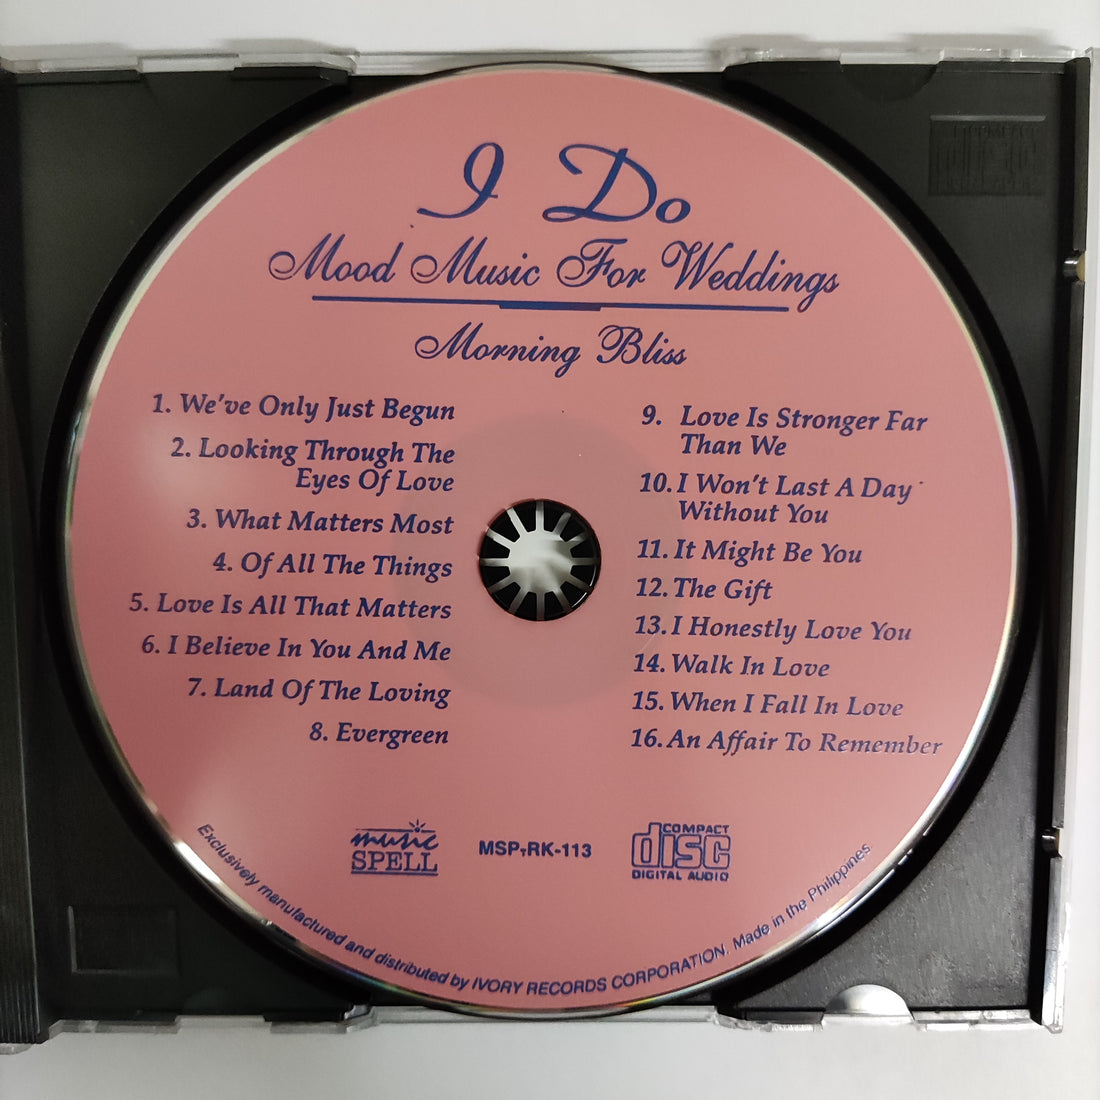 I Do
Mood Music For Weddings
Morning Bliss
1. We've Only Just Begun
2. Looking Through The
Eyes Of Love
3. What Matters Most
4. Of All The Things
5. Love Is All That Matters
6. I Believe In You And Me
7. Land Of The Loving
8. Evergreen
9. Love Is Stronger Far
Than We
10. I Won't Last A Day
Without You
11. It Might Be You
12. The Gift
13. I Honestly Love You
14. Walk In Love
15. When I Fall In Love
16. An Affair To Remember
music
SPELL
MSP-RK-113
COMPACT
disc
DIGITAL AUDIO
Exclusively manufactured and distributed by IVORY RECORDS CORPORATION. Made in the Philippines.